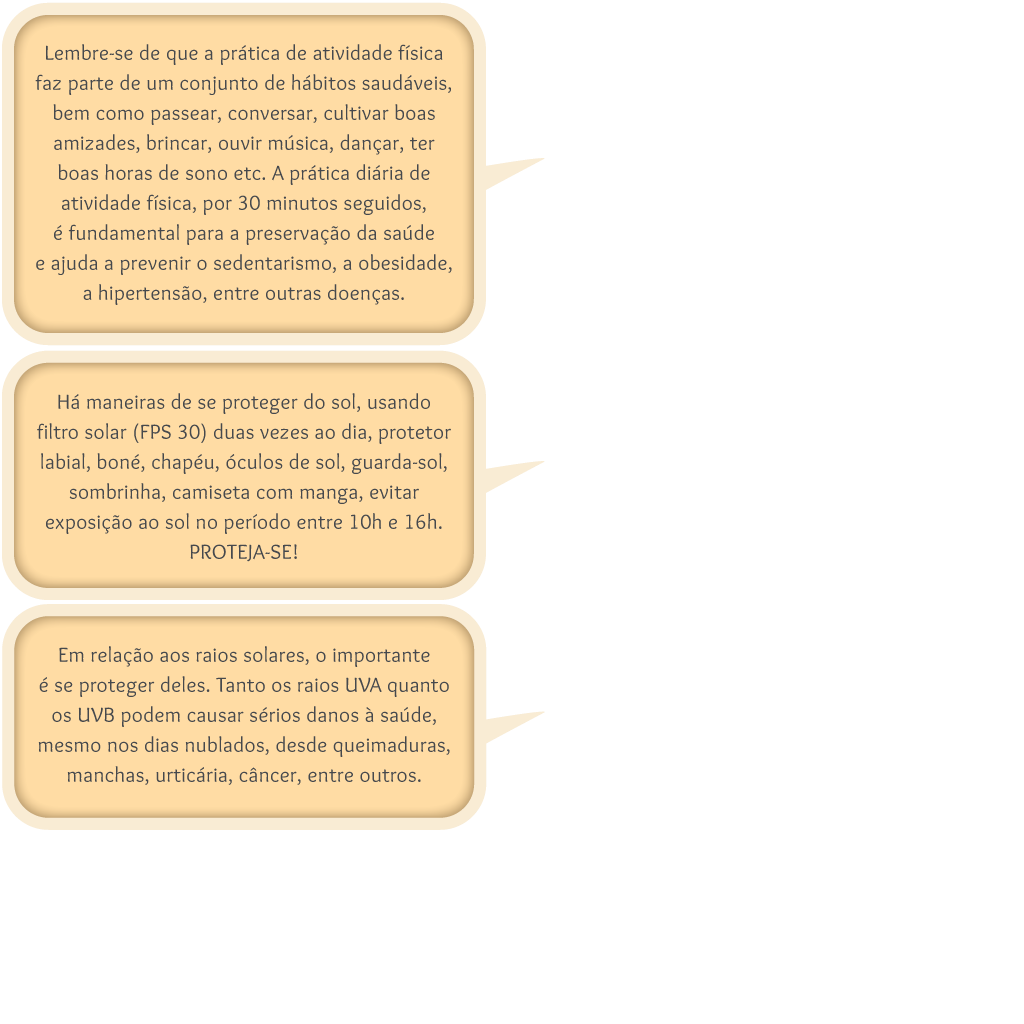 Lembre-se de que a prática de atividade física
faz parte de um conjunto de hábitos saudáveis,
bem como passear, conversar, cultivar boas
amizades, brincar, ouvir música, dançar, ter
boas horas de sono etc. A prática diária de
atividade física, por 30 minutos seguidos,
é fundamental para a preservação da saúde
e ajuda a prevenir o sedentarismo, a obesidade,
a hipertensão, entre outras doenças.
Há maneiras de se proteger do sol, usando
filtro solar (FPS 30) duas vezes ao dia, protetor
labial, boné, chapéu, óculos de sol, guarda-sol,
sombrinha, camiseta com manga, evitar
exposição ao sol no período entre 10h e 16h.
PROTEJA-SE!
Em relação aos raios solares, o importante
é se proteger deles. Tanto os raios UVA quanto
os UVB podem causar sérios danos à saúde,
mesmo nos dias nublados, desde queimaduras,
manchas, urticária, câncer, entre outros.